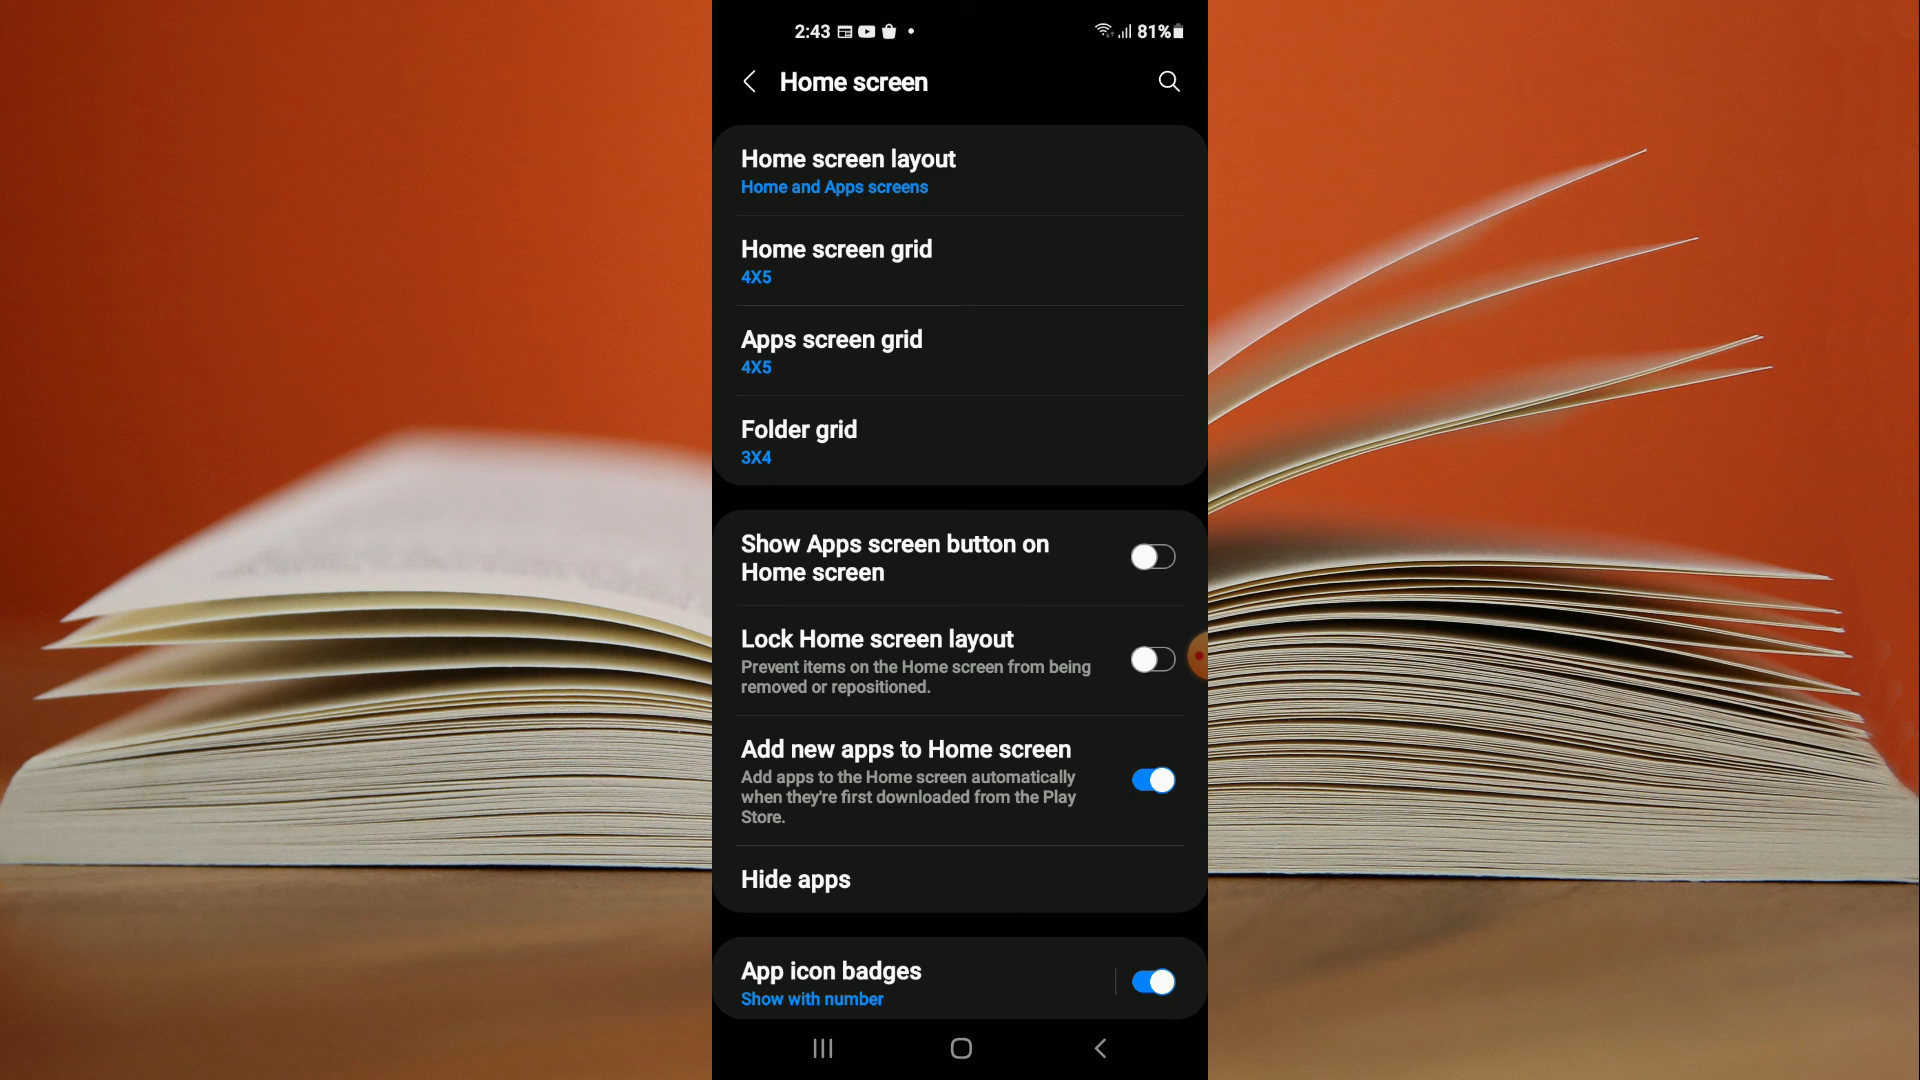 2:43
81%
Home screen
Home screen layout
Home and Apps screens
Home screen grid
4X5
Apps screen grid
4X5
Folder grid
3X4
Show Apps screen button on
Home screen
Lock Home screen layout
Prevent items on the Home screen from being
removed or repositioned.
Add new apps to Home screen
Add apps to the Home screen automatically
when they're first downloaded from the Play
Store.
Hide apps
App icon badges
Show with number